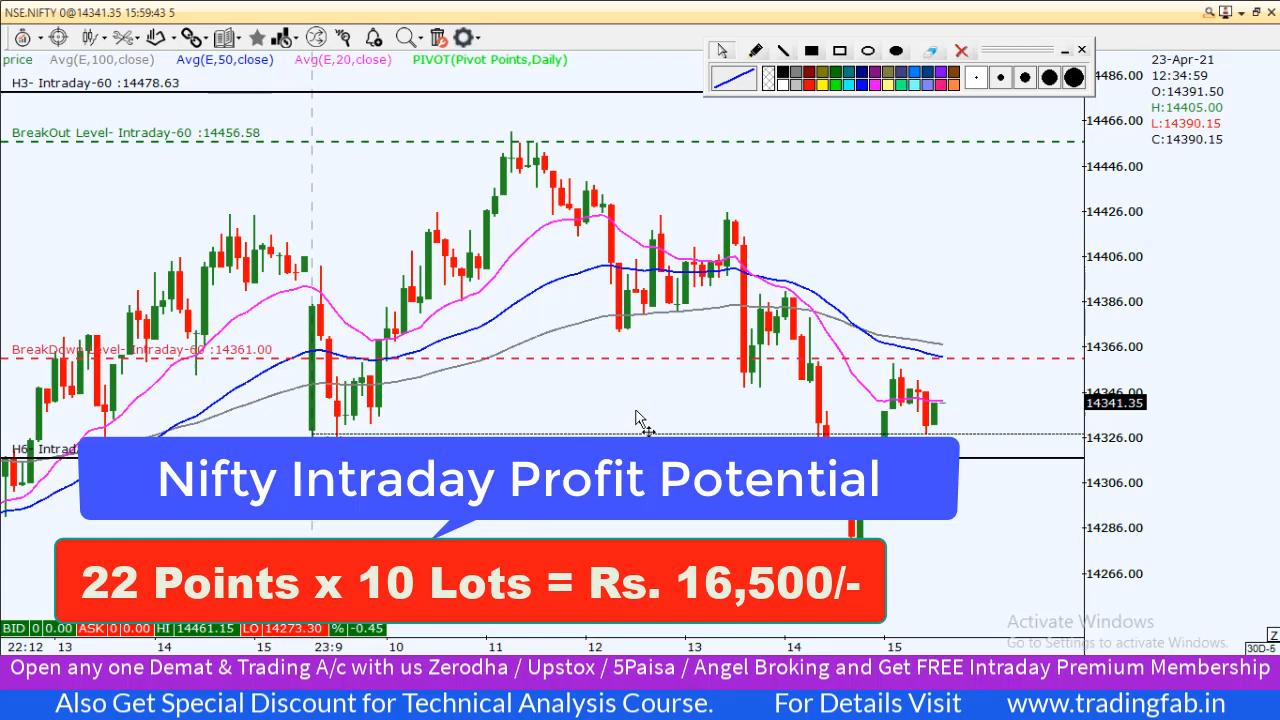 NSE.NIFTY 0@14341.35 15:59:43 5
price Avg(E,100,close) Avg(E,50,close) Avg(E,20,close) PIVOT(Pivot Points,Daily)
H3- Intraday-60 :14478.63
BreakOut Level- Intraday-60 :14456.58
BreakDown Level- Intraday-60 :14361.00
H6- Intraday
23-Apr-21
12:34:59
O:14391.50
H:14405.00
L:14390.15
C:14390.15
14486.00
14466.00
14446.00
14426.00
14406.00
14386.00
14366.00
14346.00
14341.35
14326.00
14306.00
14286.00
14266.00
Nifty Intraday Profit Potential
22 Points x 10 Lots = Rs. 16,500/-
Activate Windows
Go to Settings to activate Windows.
BID 0 0.00 ASK 0 0.00 HI 14461.15 LO 14273.30 % -0.45
Z
22:12 13 14 15 23:9 10 11 12 13 14 15 30D-5
Open any one Demat & Trading A/c with us Zerodha / Upstox / 5Paisa / Angel Broking and Get FREE Intraday Premium Membership
Also Get Special Discount for Technical Analysis Course. For Details Visit www.tradingfab.in